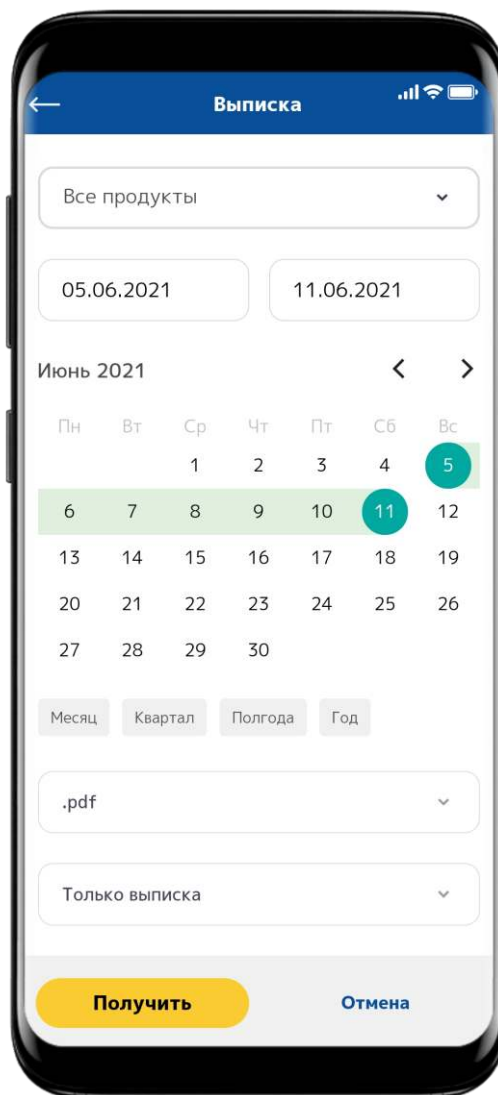 Выписка
Все продукты
05.06.2021 11.06.2021
Июнь 2021
Пн Вт Ср Чт Пт Сб Вс
1 2 3 4 5
6 7 8 9 10 11 12
13 14 15 16 17 18 19
20 21 22 23 24 25 26
27 28 29 30
Месяц Квартал Полгода Год
.pdf
Только выписка
Получить Отмена